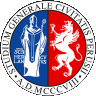 STUDIUM GENERALE CIVITATIS PERUSII
A.D.MCCCVIII